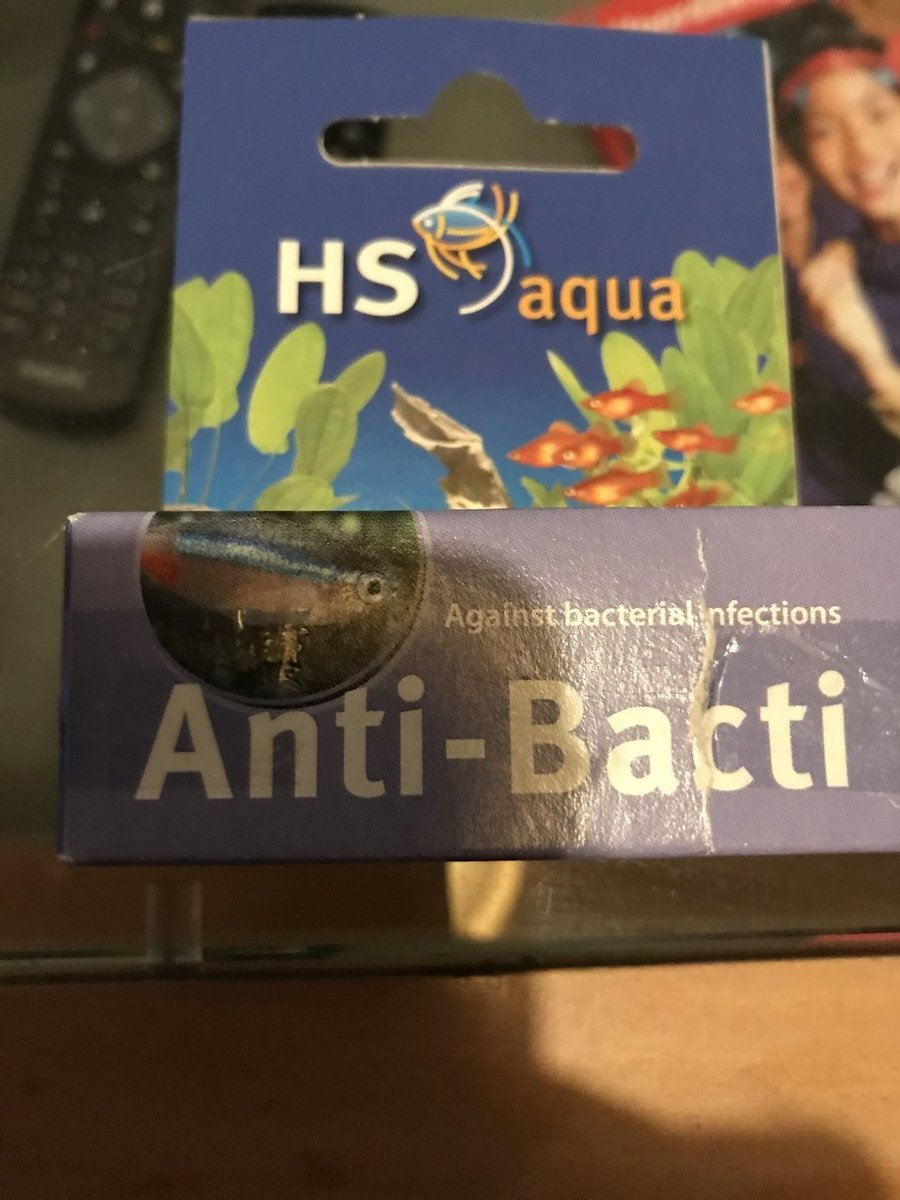 HS aqua
Against bacterial infections
Anti-Bacti